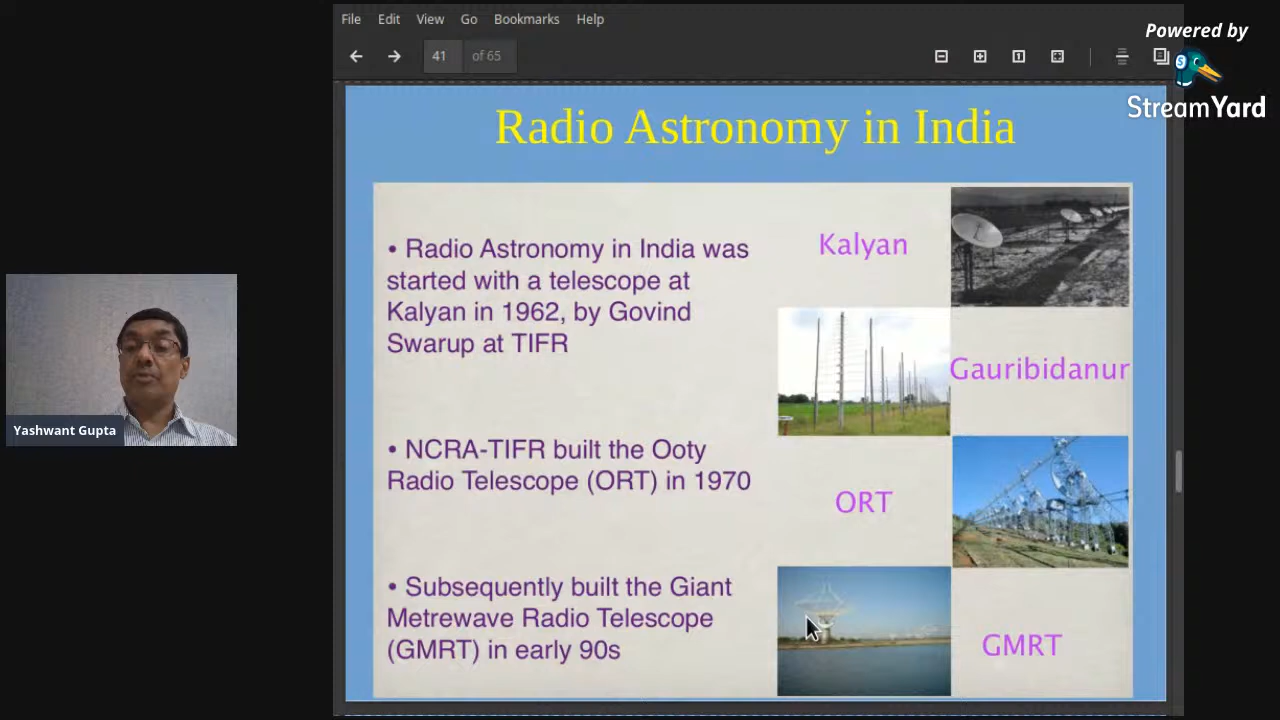 File Edit View Go Bookmarks Help
41 of 65
Powered by
StreamYard
Radio Astronomy in India
• Radio Astronomy in India was
started with a telescope at
Kalyan in 1962, by Govind
Swarup at TIFR
• NCRA-TIFR built the Ooty
Radio Telescope (ORT) in 1970
• Subsequently built the Giant
Metrewave Radio Telescope
(GMRT) in early 90s
Kalyan
Gauribidanur
ORT
GMRT
Yashwant Gupta